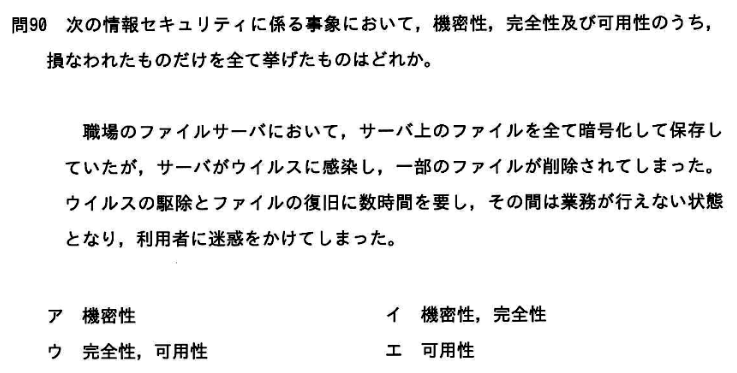 問90　次の情報セキュリティに係る事象において，機密性，完全性及び可用性のうち，
損なわれたものだけを全て挙げたものはどれか。
職場のファイルサーバにおいて，サーバ上のファイルを全て暗号化して保存し
ていたが，サーバがウイルスに感染し，一部のファイルが削除されてしまった。
ウイルスの駆除とファイルの復旧に数時間を要し，その間は業務が行えない状態
となり，利用者に迷惑をかけてしまった。
ア　機密性　　イ　機密性，完全性
ウ　完全性，可用性　　エ　可用性